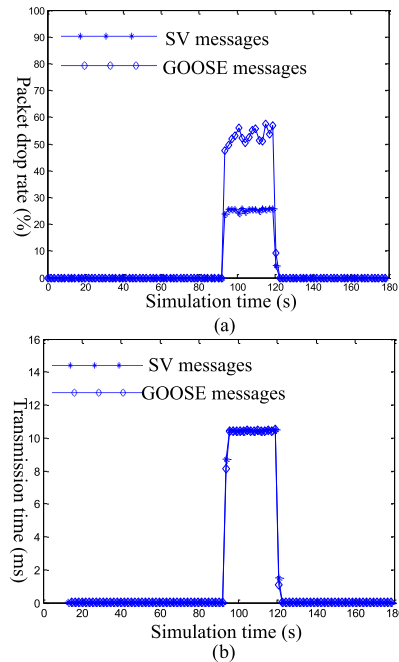 100
90
80
70
60
50
40
30
20
10
0
Packet drop rate (%)
SV messages
GOOSE messages
0 20 40 60 80 100 120 140 160 180
Simulation time (s)
(a)
16
14
12
10
8
6
4
2
0
Transmission time (ms)
SV messages
GOOSE messages
0 20 40 60 80 100 120 140 160 180
Simulation time (s)
(b)